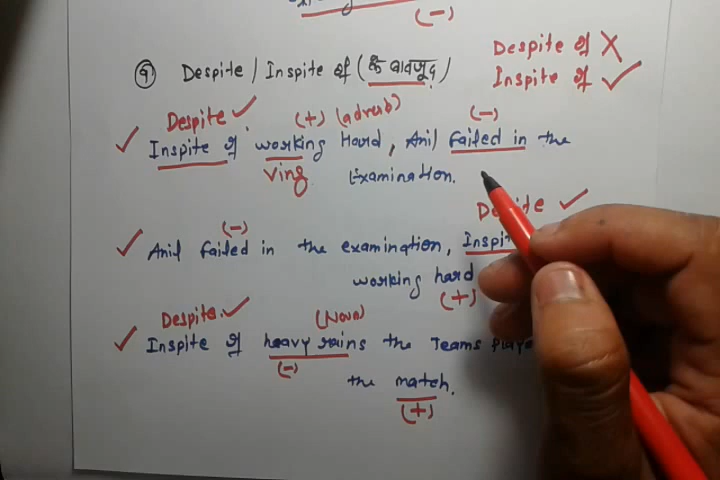 (-)
Despite of ✗
(9) Despite / Inspite of (के बावजूद)
Inspite of ✓
Despite ✓ (+) (adverb) (-)
✓ Inspite of working Hard, Anil failed in the
Ving Examination.
Despite ✓
(-)
✓ Anil failed in the examination, Inspi
working hard
(+)
Despite ✓ (Noun)
✓ Inspite of heavy rains the Teams playe
(-)
the match.
(+)